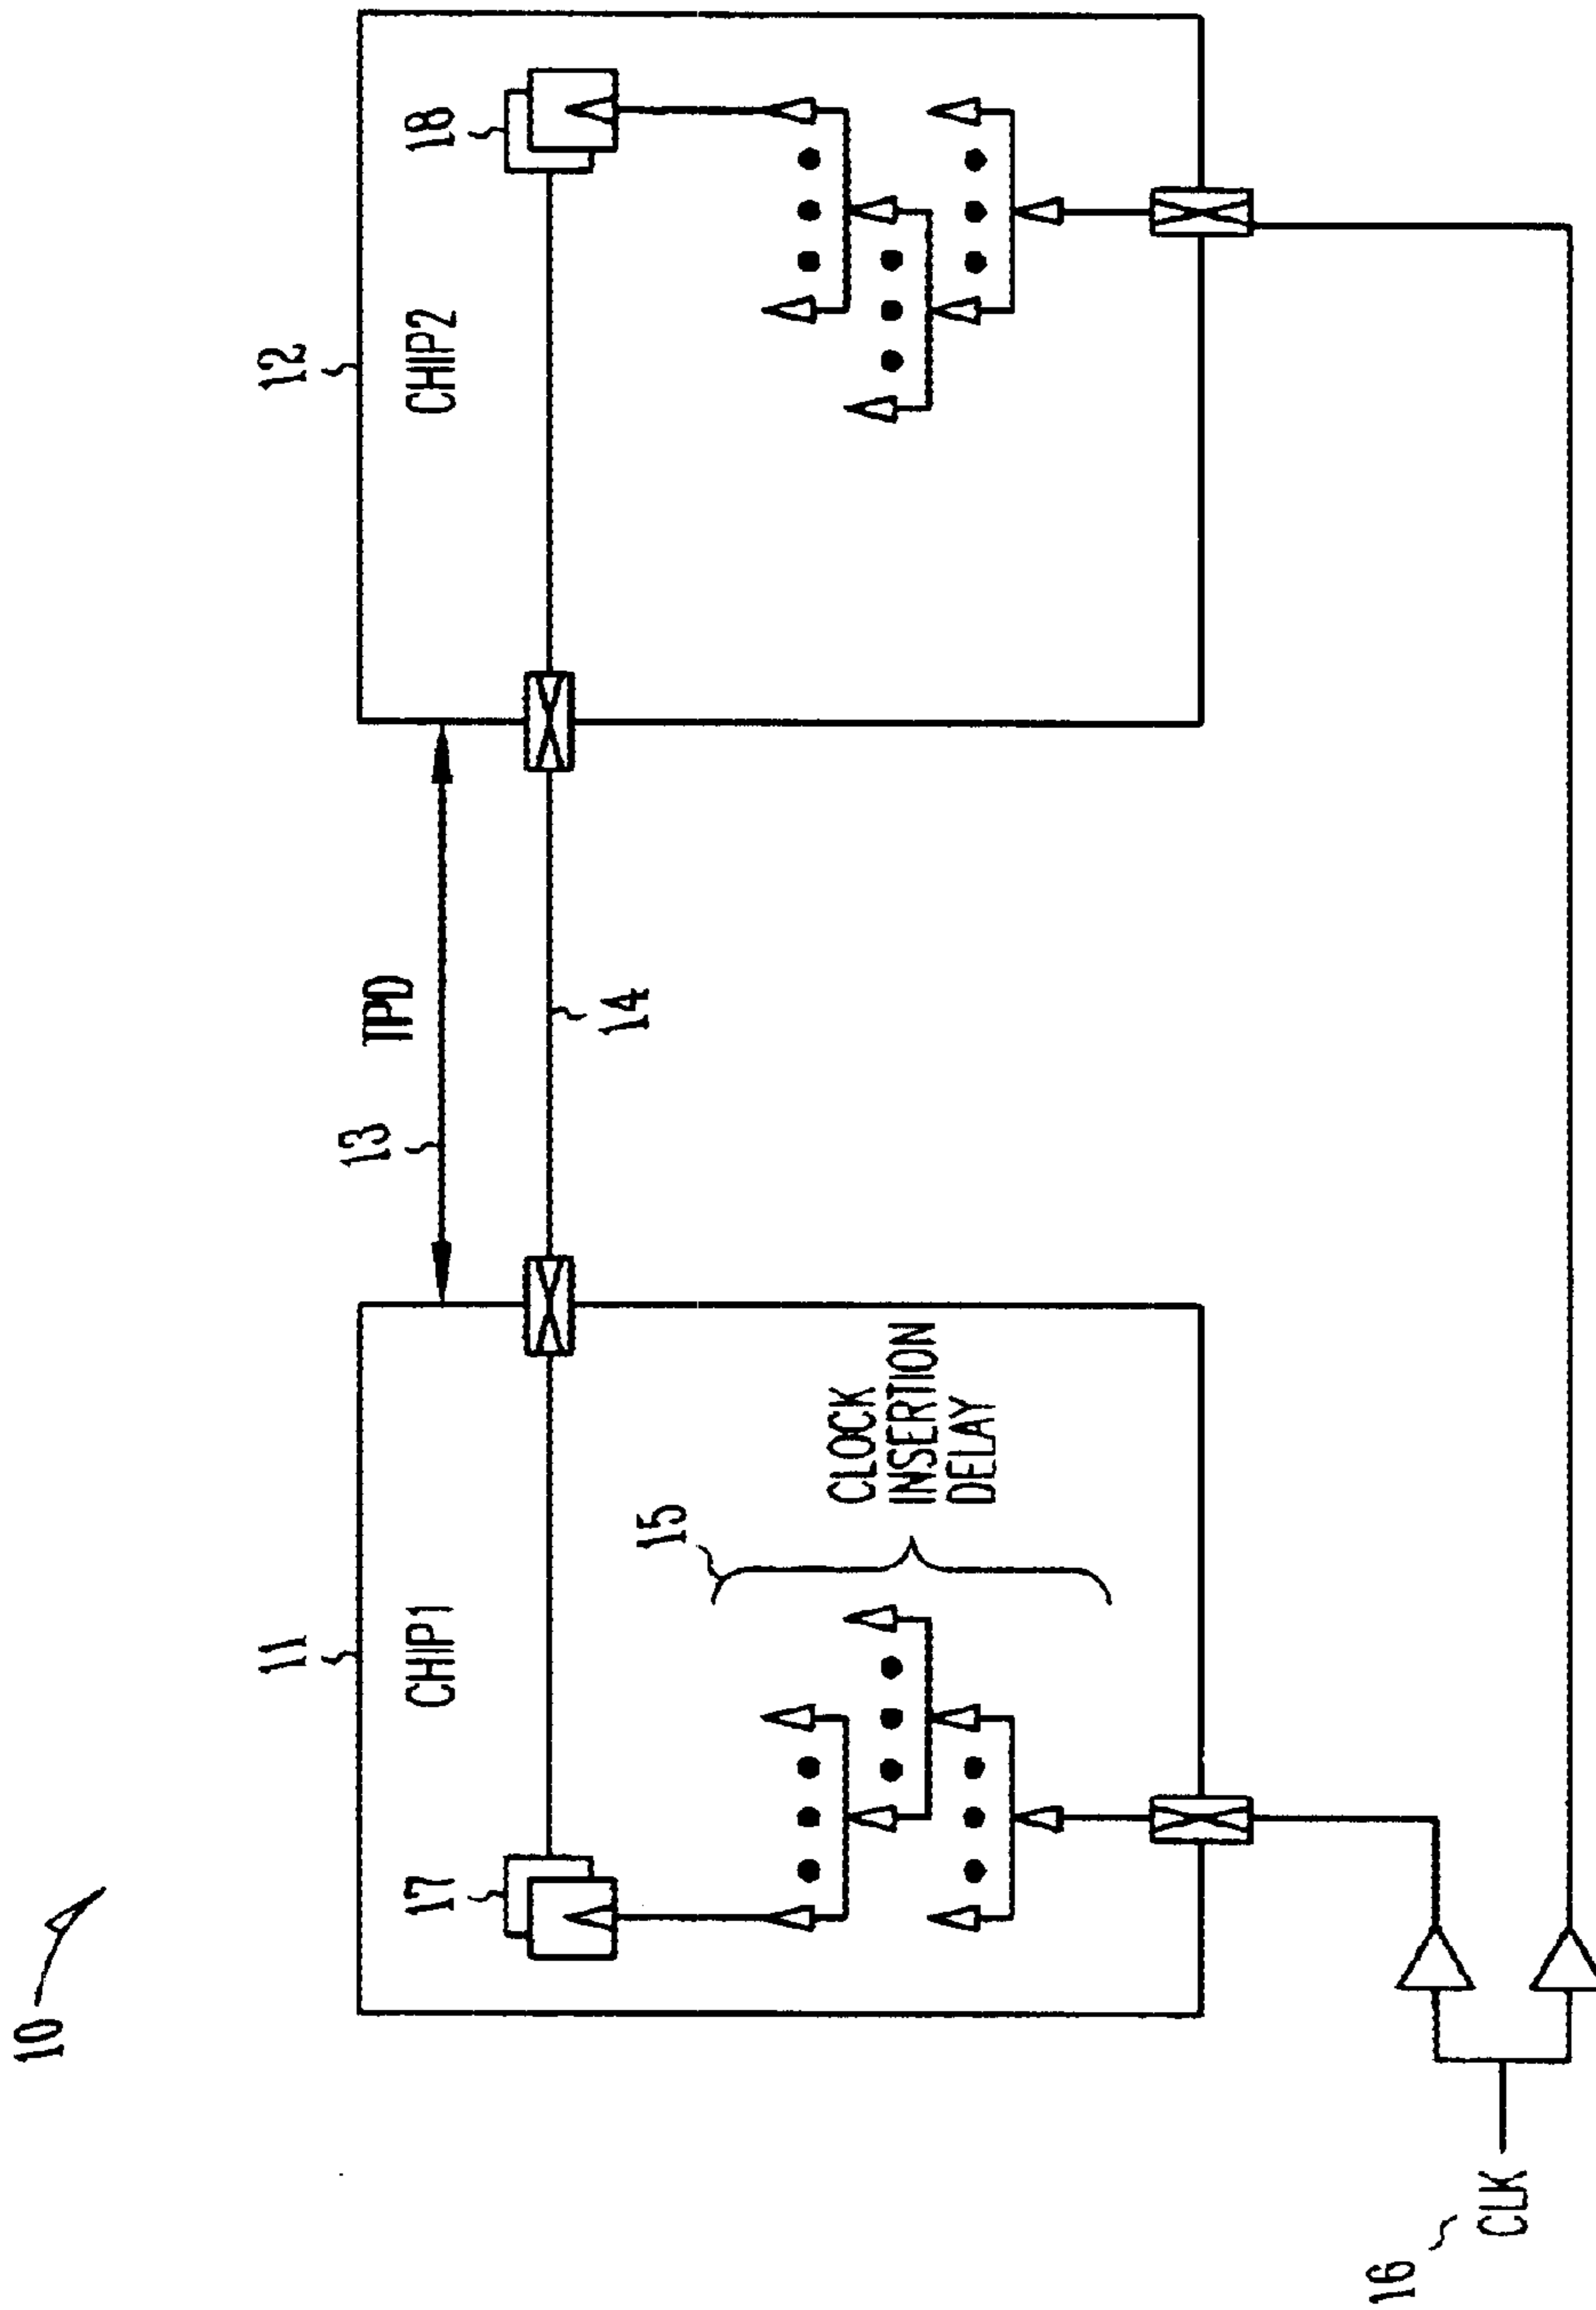 10
12
11
13
TPD
CHIP1
CHIP2
17
18
14
15
CLOCK
INSERTION
DELAY
16
CLK